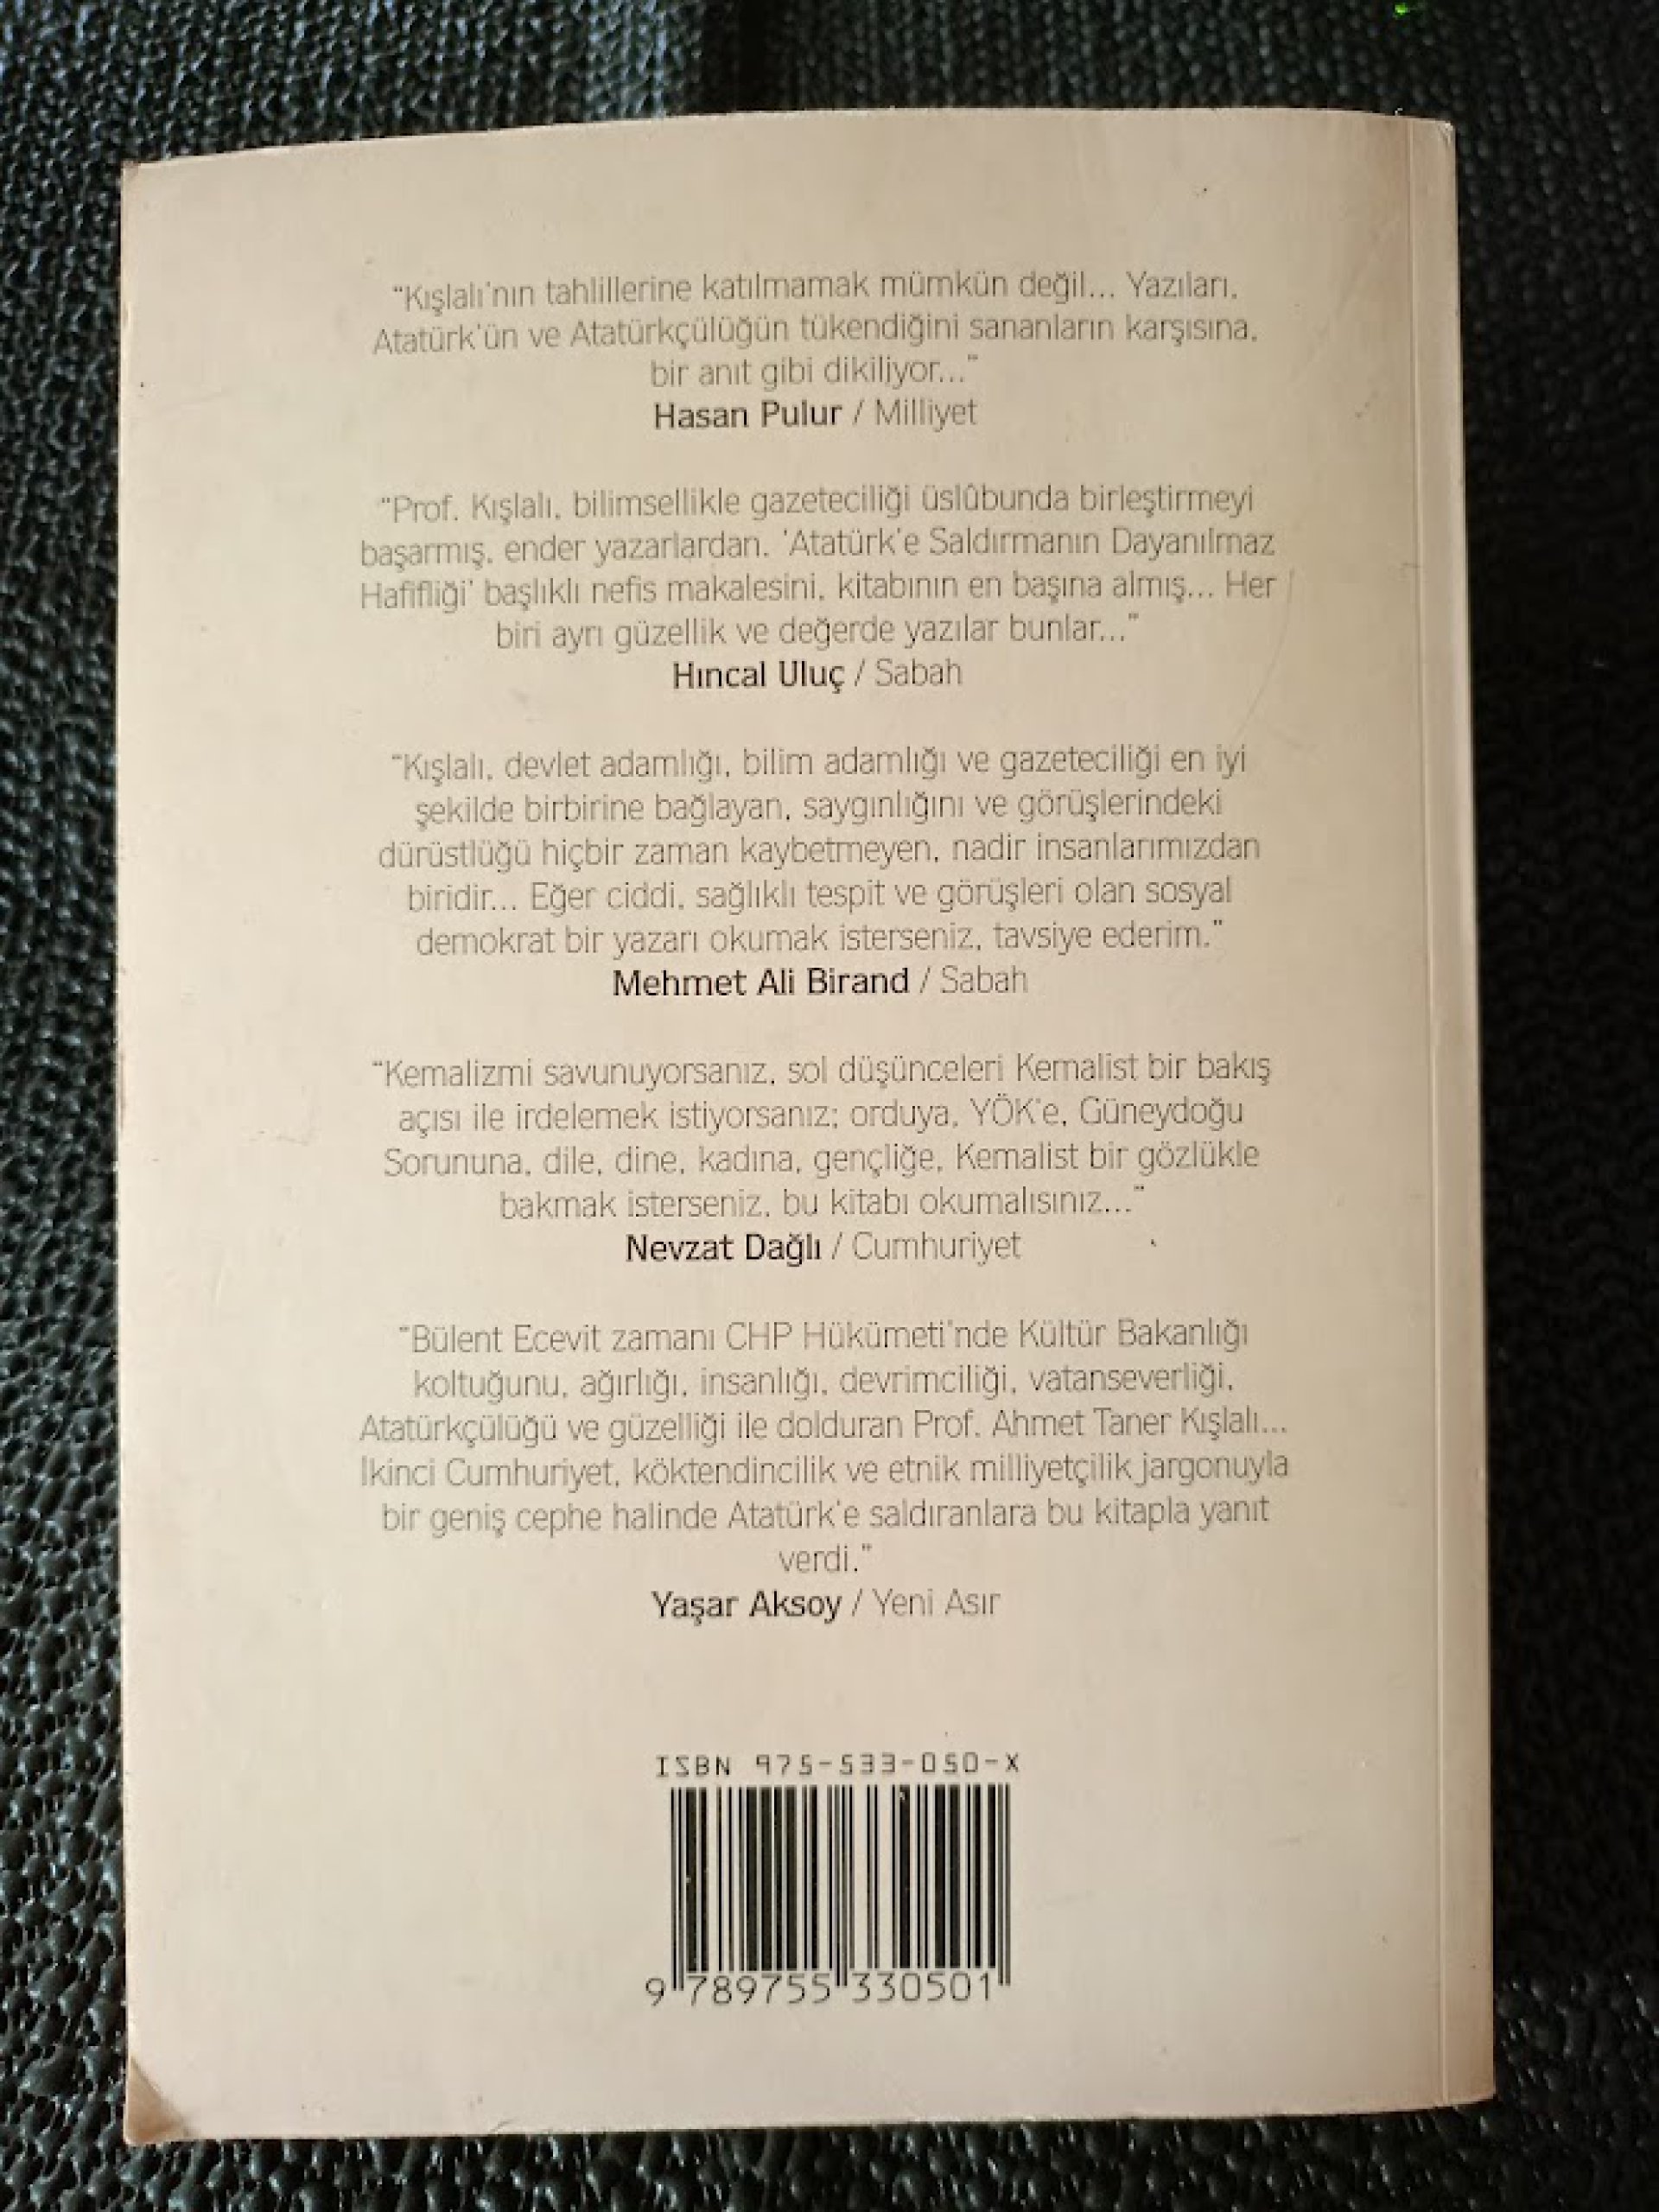 “Kışlalı’nın tahlillerine katılmamak mümkün değil... Yazıları,
Atatürk’ün ve Atatürkçülüğün tükendiğini sananların karşısına,
bir anıt gibi dikiliyor...”
Hasan Pulur / Milliyet
“Prof. Kışlalı, bilimsellikle gazeteciliği üslûbunda birleştirmeyi
başarmış, ender yazarlardan. ‘Atatürk’e Saldırmanın Dayanılmaz
Hafifliği’ başlıklı nefis makalesini, kitabının en başına almış... Her
biri ayrı güzellik ve değerde yazılar bunlar...”
Hıncal Uluç / Sabah
“Kışlalı, devlet adamlığı, bilim adamlığı ve gazeteciliği en iyi
şekilde birbirine bağlayan, saygınlığını ve görüşlerindeki
dürüstlüğü hiçbir zaman kaybetmeyen, nadir insanlarımızdan
biridir... Eğer ciddi, sağlıklı tespit ve görüşleri olan sosyal
demokrat bir yazarı okumak isterseniz, tavsiye ederim.”
Mehmet Ali Birand / Sabah
“Kemalizmi savunuyorsanız, sol düşünceleri Kemalist bir bakış
açısı ile irdelemek istiyorsanız; orduya, YÖK’e, Güneydoğu
Sorununa, dile, dine, kadına, gençliğe, Kemalist bir gözlükle
bakmak isterseniz, bu kitabı okumalısınız...”
Nevzat Dağlı / Cumhuriyet
“Bülent Ecevit zamanı CHP Hükümeti’nde Kültür Bakanlığı
koltuğunu, ağırlığı, insanlığı, devrimciliği, vatanseverliği,
Atatürkçülüğü ve güzelliği ile dolduran Prof. Ahmet Taner Kışlalı...
İkinci Cumhuriyet, köktendincilik ve etnik milliyetçilik jargonuyla
bir geniş cephe halinde Atatürk’e saldıranlara bu kitapla yanıt
verdi.”
Yaşar Aksoy / Yeni Asır
ISBN 975-533-050-X
9 789755 330501